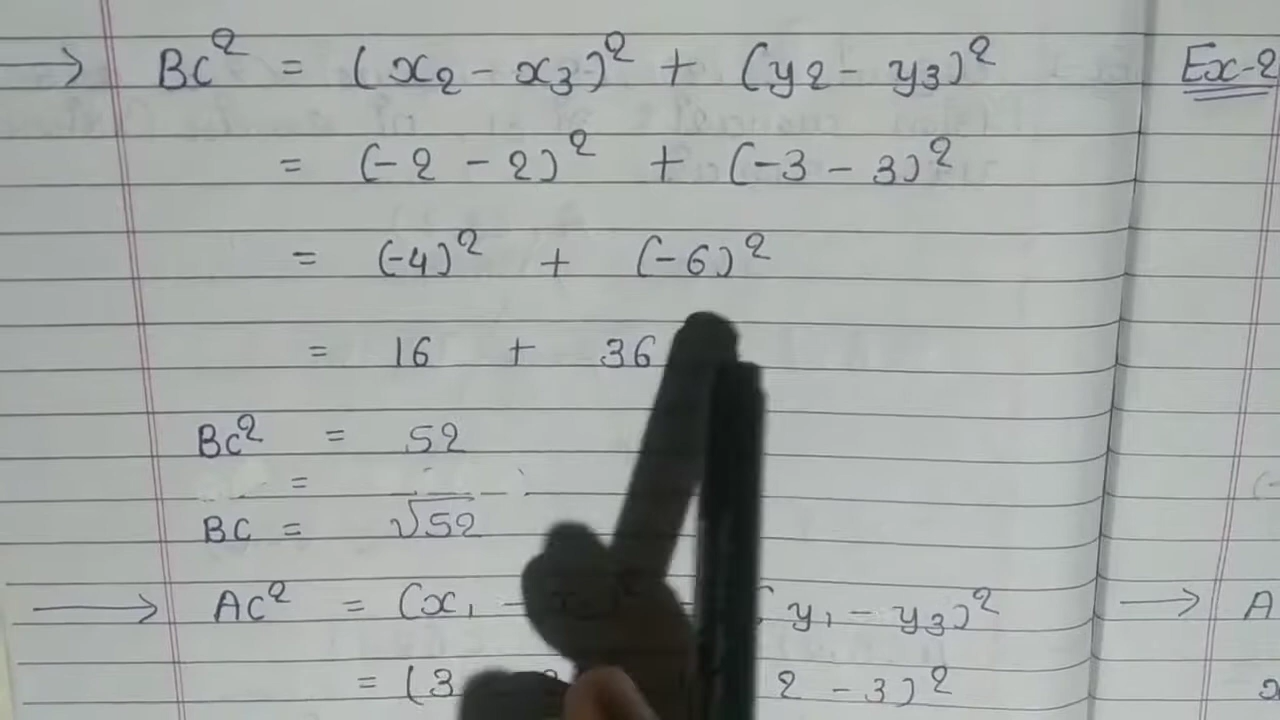 → BC² = (x₂ - x₃)² + (y₂ - y₃)²
= (-2 - 2)² + (-3 - 3)²
= (-4)² + (-6)²
= 16 + 36
BC² = 52
=
BC = √52
→ AC² = (x₁ - y₁ - y₃)²
= (3 2 - 3)²
Ex-2
→ A